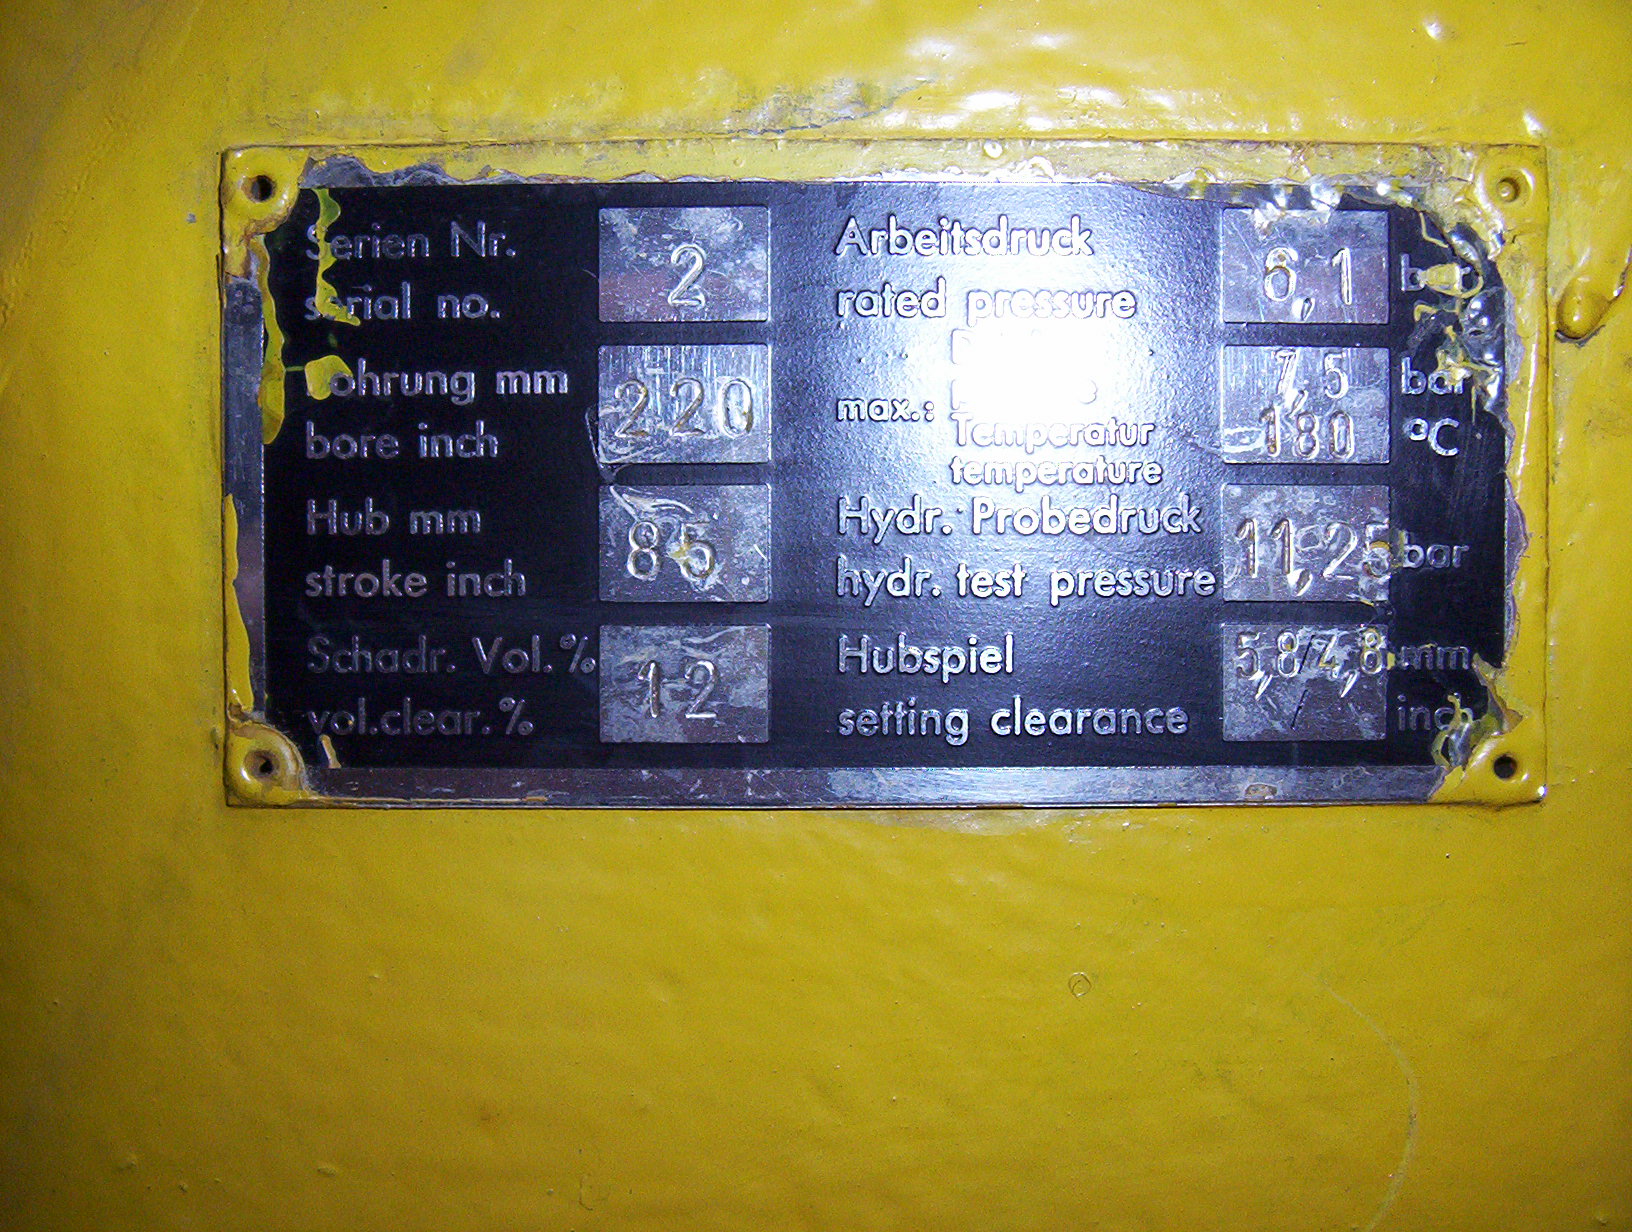 Serien Nr.
serial no.
2
Bohrung mm
bore inch
220
Hub mm
stroke inch
85
Schadr. Vol. %
vol.clear. %
12
Arbeitsdruck
rated pressure
6,1 bar
max.:
7,5 bar
Temperatur
temperature
180 °C
Hydr. Probedruck
hydr. test pressure
11,25 bar
Hubspiel
setting clearance
5,8/4,8 mm
/ inch